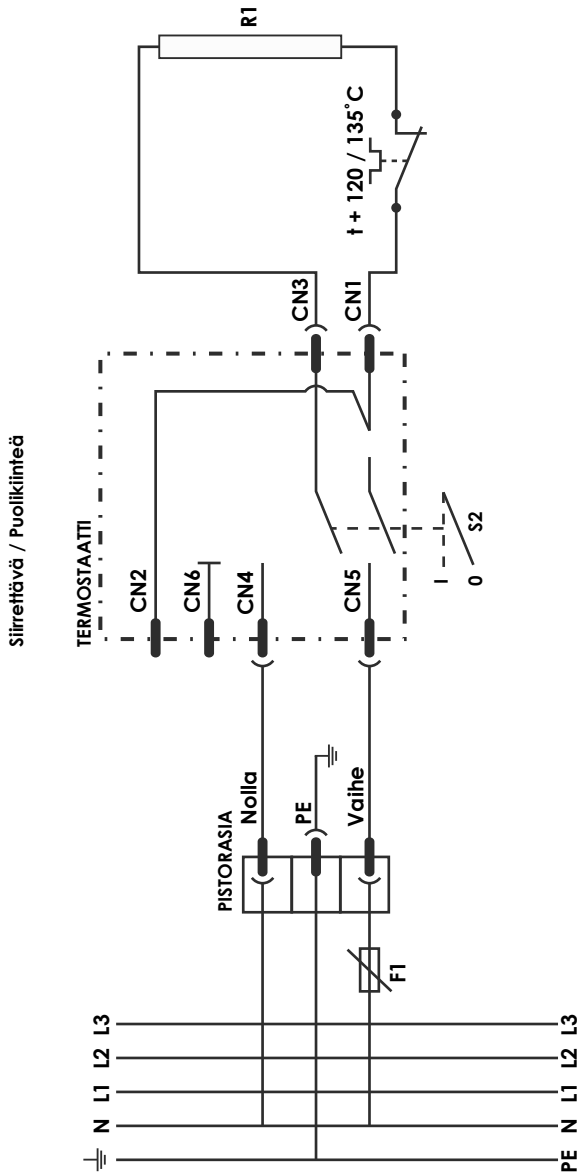 Siirrettävä / Puolikiinteä
TERMOSTAATTI
PISTORASIA
R1
t + 120 / 135°C
CN3
CN1
CN2
CN6
CN4
CN5
I
0
S2
Nolla
PE
Vaihe
F1
L3
L2
L1
N
L3
L2
L1
N
PE